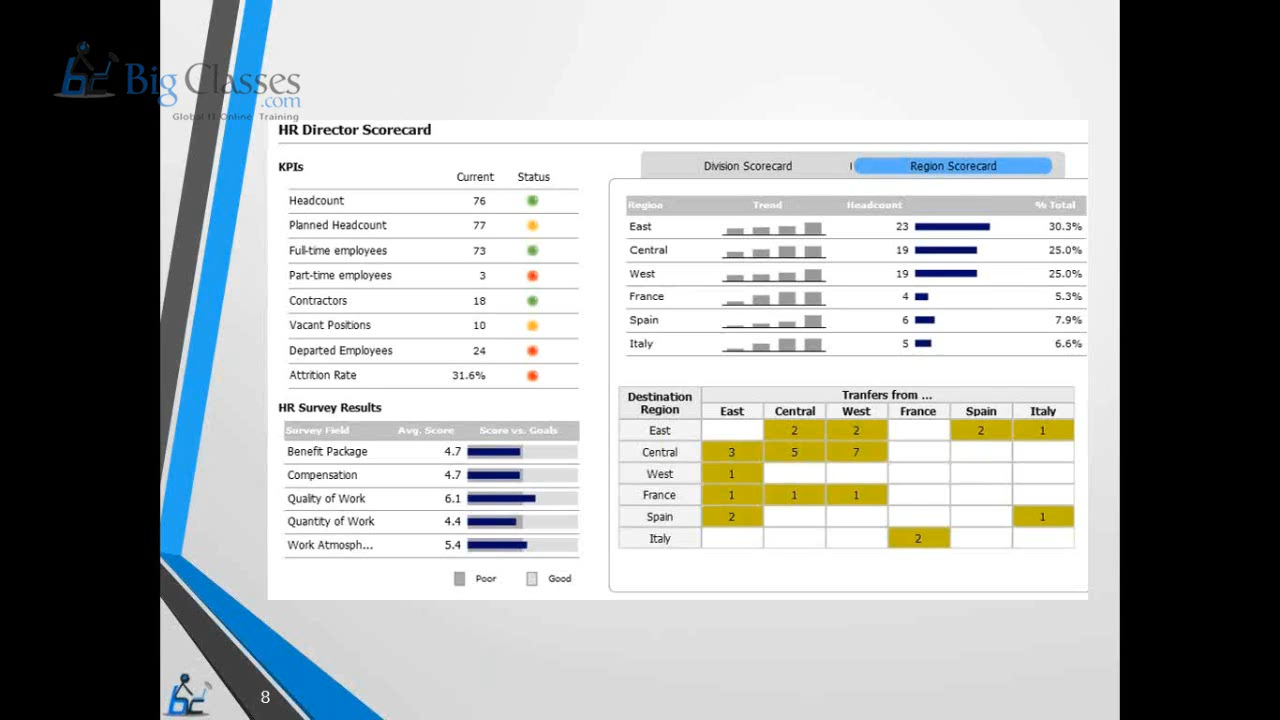 Big Classes
.com
Global IT Online Training
HR Director Scorecard
KPIs
Current Status
Headcount 76
Planned Headcount 77
Full-time employees 73
Part-time employees 3
Contractors 18
Vacant Positions 10
Departed Employees 24
Attrition Rate 31.6%
HR Survey Results
Survey Field Avg. Score Score vs. Goals
Benefit Package 4.7
Compensation 4.7
Quality of Work 6.1
Quantity of Work 4.4
Work Atmosph... 5.4
Poor Good
Division Scorecard Region Scorecard
Region Trend Headcount % Total
East 23 30.3%
Central 19 25.0%
West 19 25.0%
France 4 5.3%
Spain 6 7.9%
Italy 5 6.6%
Destination Region Tranfers from ...
East Central West France Spain Italy
East 2 2 2 1
Central 3 5 7
West 1
France 1 1 1
Spain 2 1
Italy 2
8